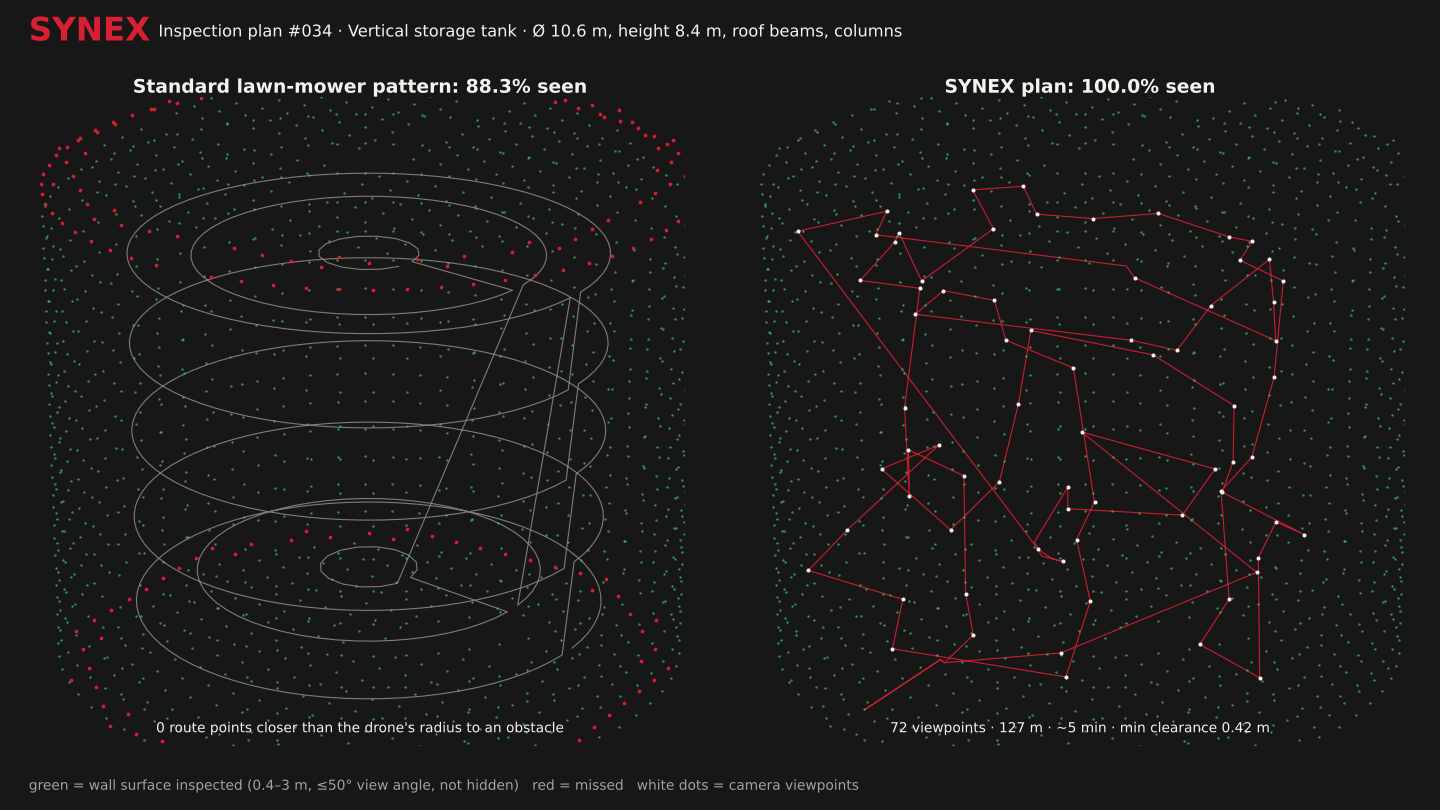 SYNEX Inspection plan #034 · Vertical storage tank · Ø 10.6 m, height 8.4 m, roof beams, columns
Standard lawn-mower pattern: 88.3% seen
SYNEX plan: 100.0% seen
0 route points closer than the drone's radius to an obstacle
72 viewpoints · 127 m · ~5 min · min clearance 0.42 m
green = wall surface inspected (0.4–3 m, ≤50° view angle, not hidden)   red = missed   white dots = camera viewpoints